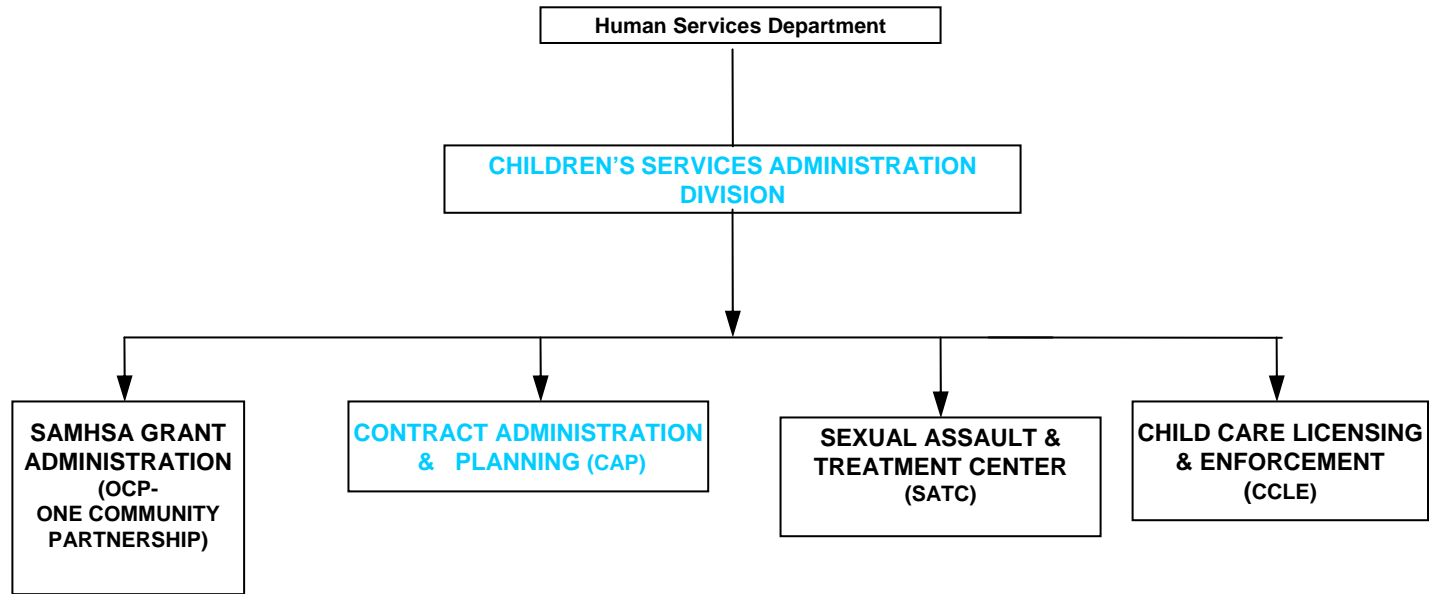 Human Services Department
CHILDREN’S SERVICES ADMINISTRATION
DIVISION
SAMHSA GRANT
ADMINISTRATION
(OCP-
ONE COMMUNITY
PARTNERSHIP)
CONTRACT ADMINISTRATION
& PLANNING (CAP)
SEXUAL ASSAULT &
TREATMENT CENTER
(SATC)
CHILD CARE LICENSING
& ENFORCEMENT
(CCLE)